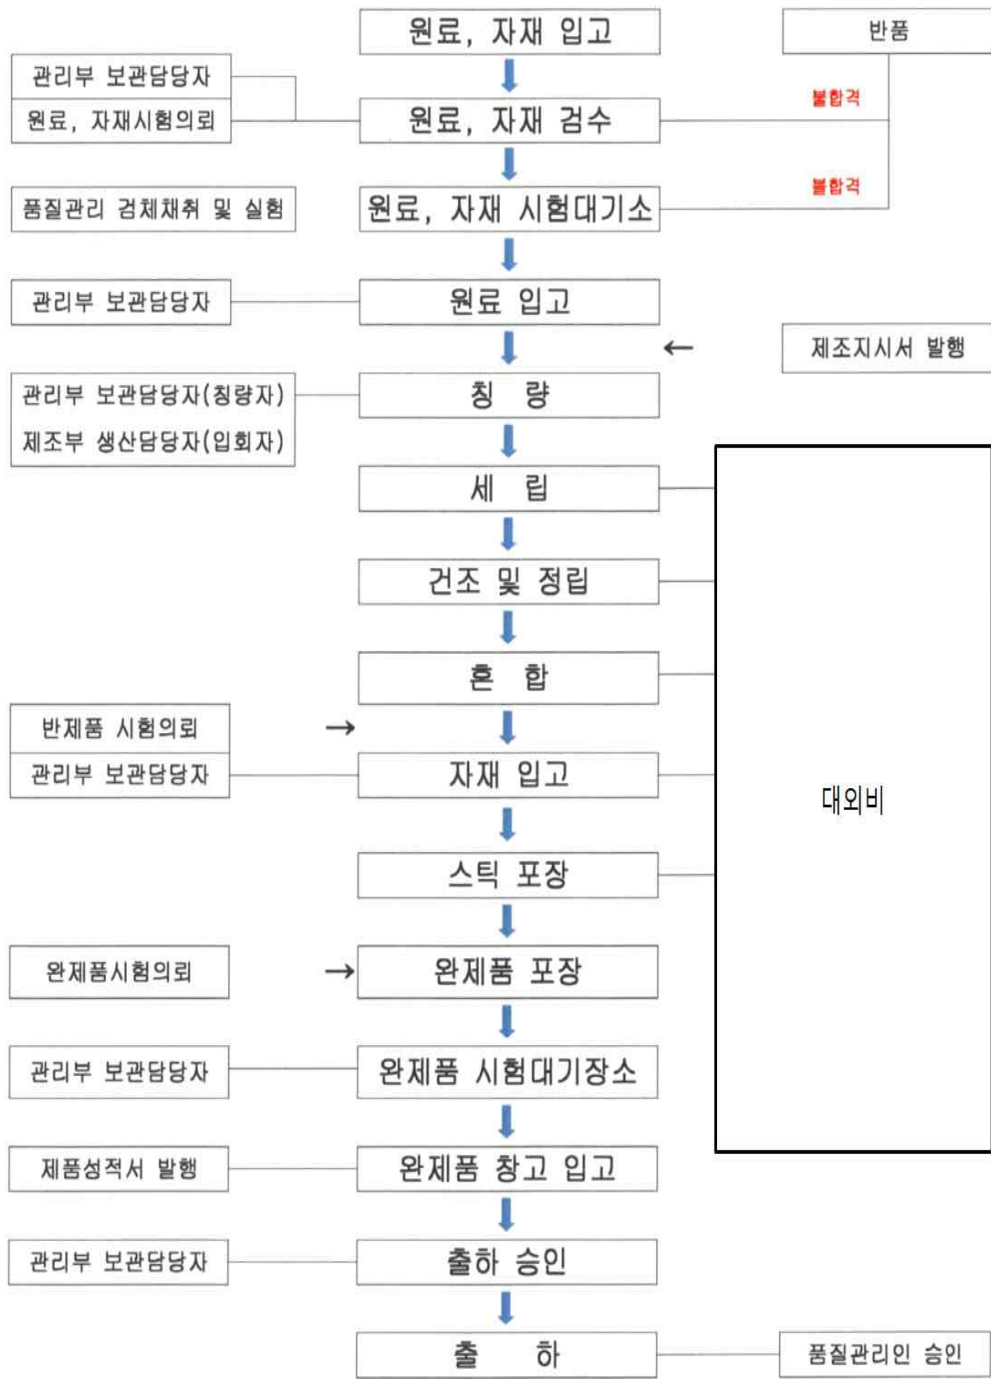 원료, 자재 입고
반품
관리부 보관담당자
불합격
원료, 자재시험의뢰
원료, 자재 검수
불합격
품질관리 검체채취 및 실험
원료, 자재 시험대기소
관리부 보관담당자
원료 입고
←
제조지시서 발행
관리부 보관담당자(칭량자)
칭 량
제조부 생산담당자(입회자)
세 립
건조 및 정립
혼 합
반제품 시험의뢰
→
관리부 보관담당자
자재 입고
대외비
스틱 포장
완제품시험의뢰
→
완제품 포장
관리부 보관담당자
완제품 시험대기장소
제품성적서 발행
완제품 창고 입고
관리부 보관담당자
출하 승인
출 하
품질관리인 승인